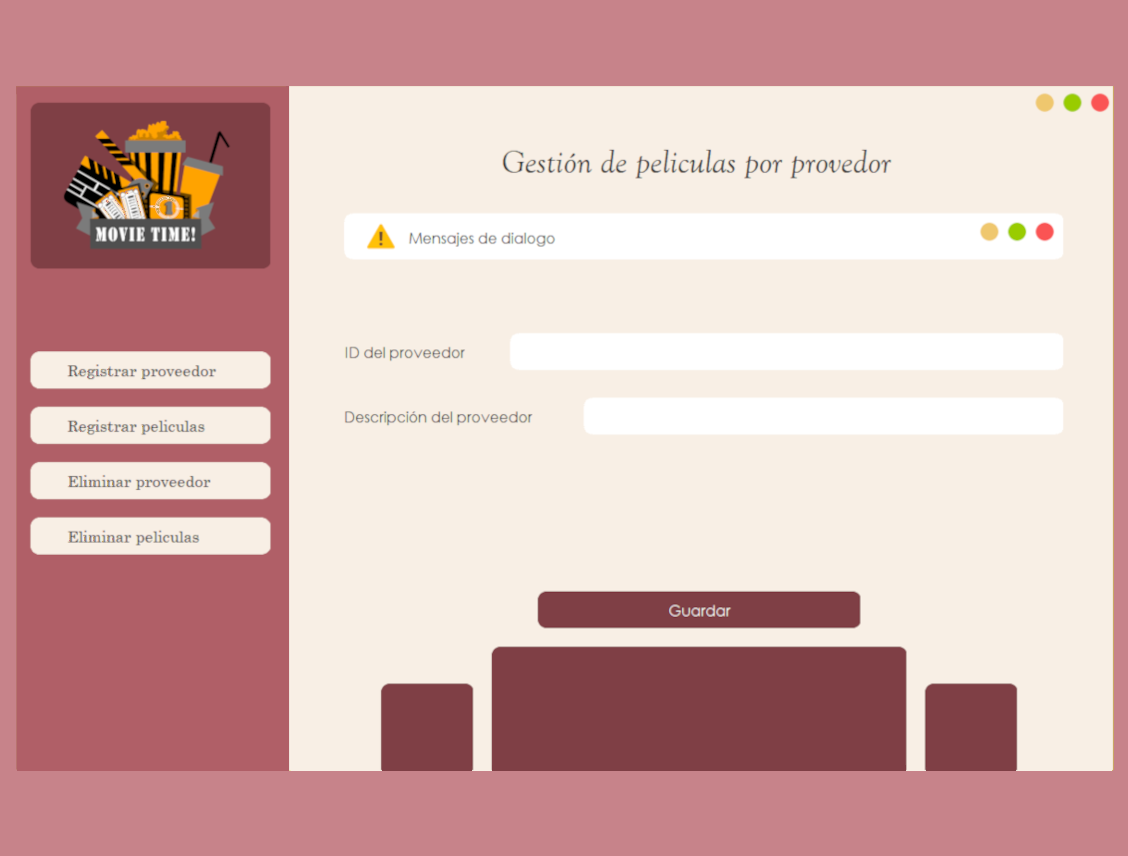 MOVIE TIME!
Gestión de peliculas por provedor
Mensajes de dialogo
ID del proveedor
Descripción del proveedor
Registrar proveedor
Registrar peliculas
Eliminar proveedor
Eliminar peliculas
Guardar